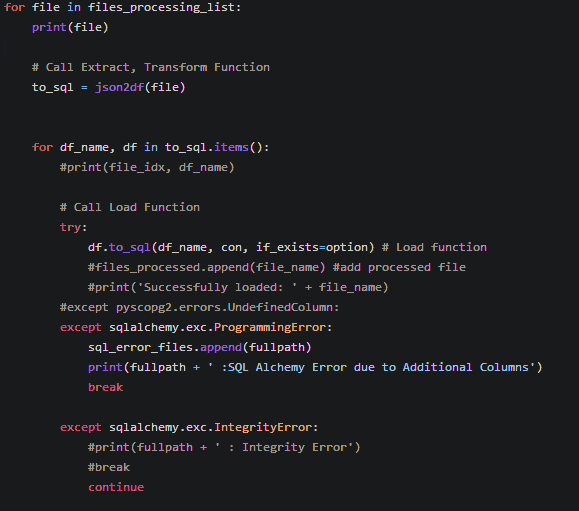 for file in files_processing_list:
    print(file)

    # Call Extract, Transform Function
    to_sql = json2df(file)


    for df_name, df in to_sql.items():
        #print(file_idx, df_name)

        # Call Load Function
        try:
            df.to_sql(df_name, con, if_exists=option) # Load function
            #files_processed.append(file_name) #add processed file
            #print('Successfully loaded: ' + file_name)
        #except pyscopg2.errors.UndefinedColumn:
        except sqlalchemy.exc.ProgrammingError:
            sql_error_files.append(fullpath)
            print(fullpath + ' :SQL Alchemy Error due to Additional Columns')
            break

        except sqlalchemy.exc.IntegrityError:
            #print(fullpath + ' : Integrity Error')
            #break
            continue